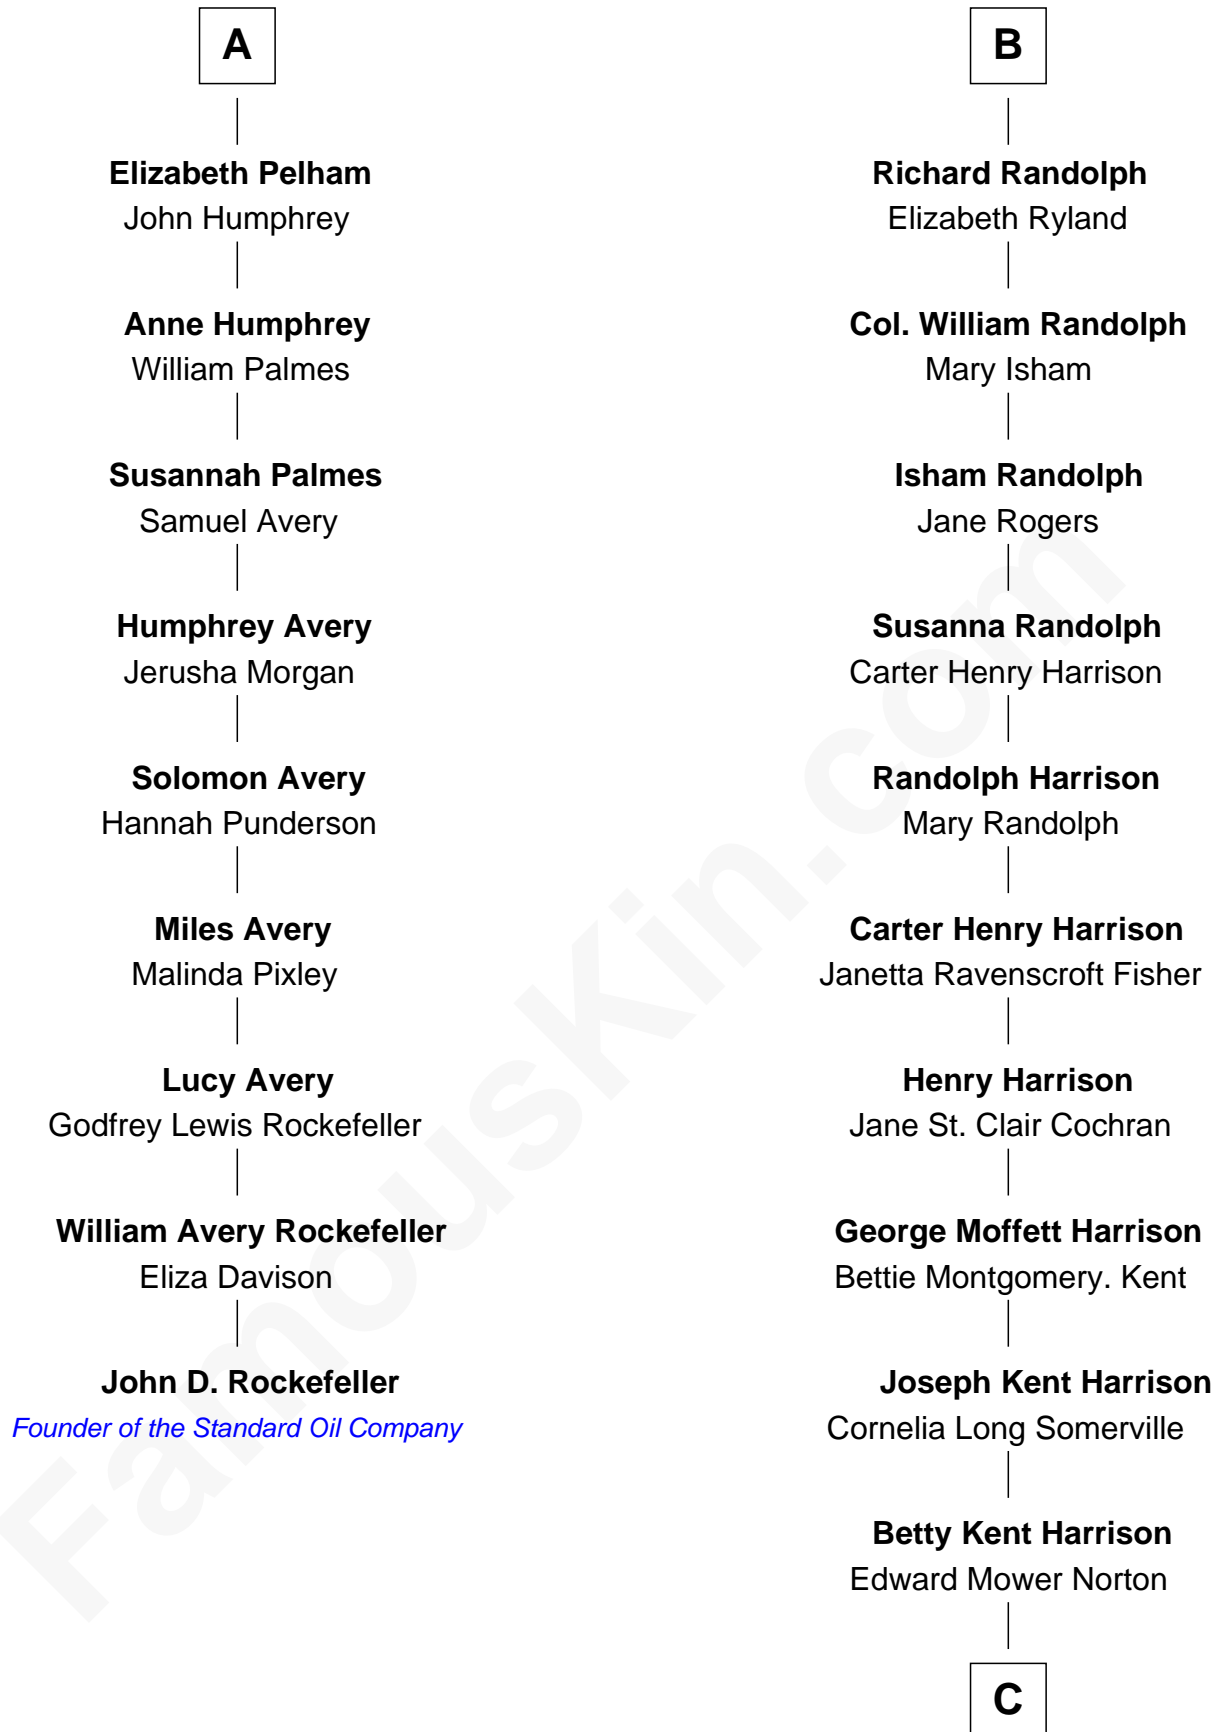 A
Elizabeth Pelham
John Humphrey
Anne Humphrey
William Palmes
Susannah Palmes
Samuel Avery
Humphrey Avery
Jerusha Morgan
Solomon Avery
Hannah Punderson
Miles Avery
Malinda Pixley
Lucy Avery
Godfrey Lewis Rockefeller
William Avery Rockefeller
Eliza Davison
John D. Rockefeller
Founder of the Standard Oil Company
B
Richard Randolph
Elizabeth Ryland
Col. William Randolph
Mary Isham
Isham Randolph
Jane Rogers
Susanna Randolph
Carter Henry Harrison
Randolph Harrison
Mary Randolph
Carter Henry Harrison
Janetta Ravenscroft Fisher
Henry Harrison
Jane St. Clair Cochran
George Moffett Harrison
Bettie Montgomery. Kent
Joseph Kent Harrison
Cornelia Long Somerville
Betty Kent Harrison
Edward Mower Norton
C
FamousKin.com